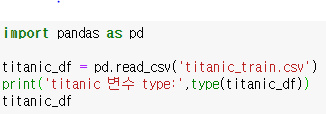 import pandas as pd
titanic_df = pd.read_csv('titanic_train.csv')
print('titanic 변수 type:',type(titanic_df))
titanic_df